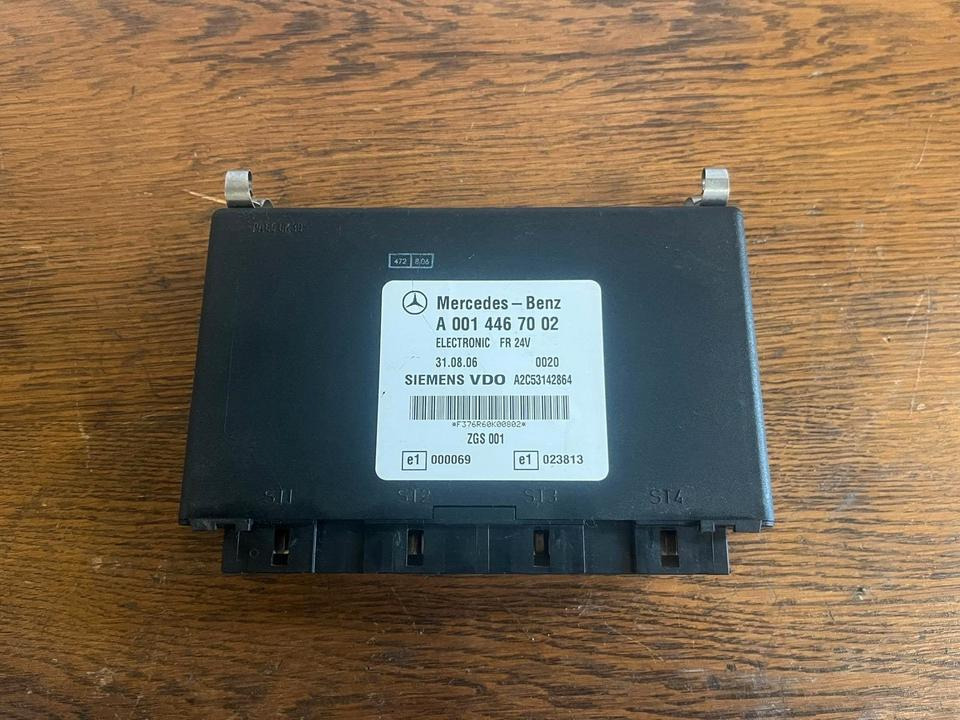 472 8.06
Mercedes-Benz
A 001 446 70 02
ELECTRONIC FR 24V
31.08.06 0020
SIEMENS VDO A2C53142864
*F376R60K00802*
ZGS 001
e1 000069 e1 023813
ST1 ST2 ST3 ST4